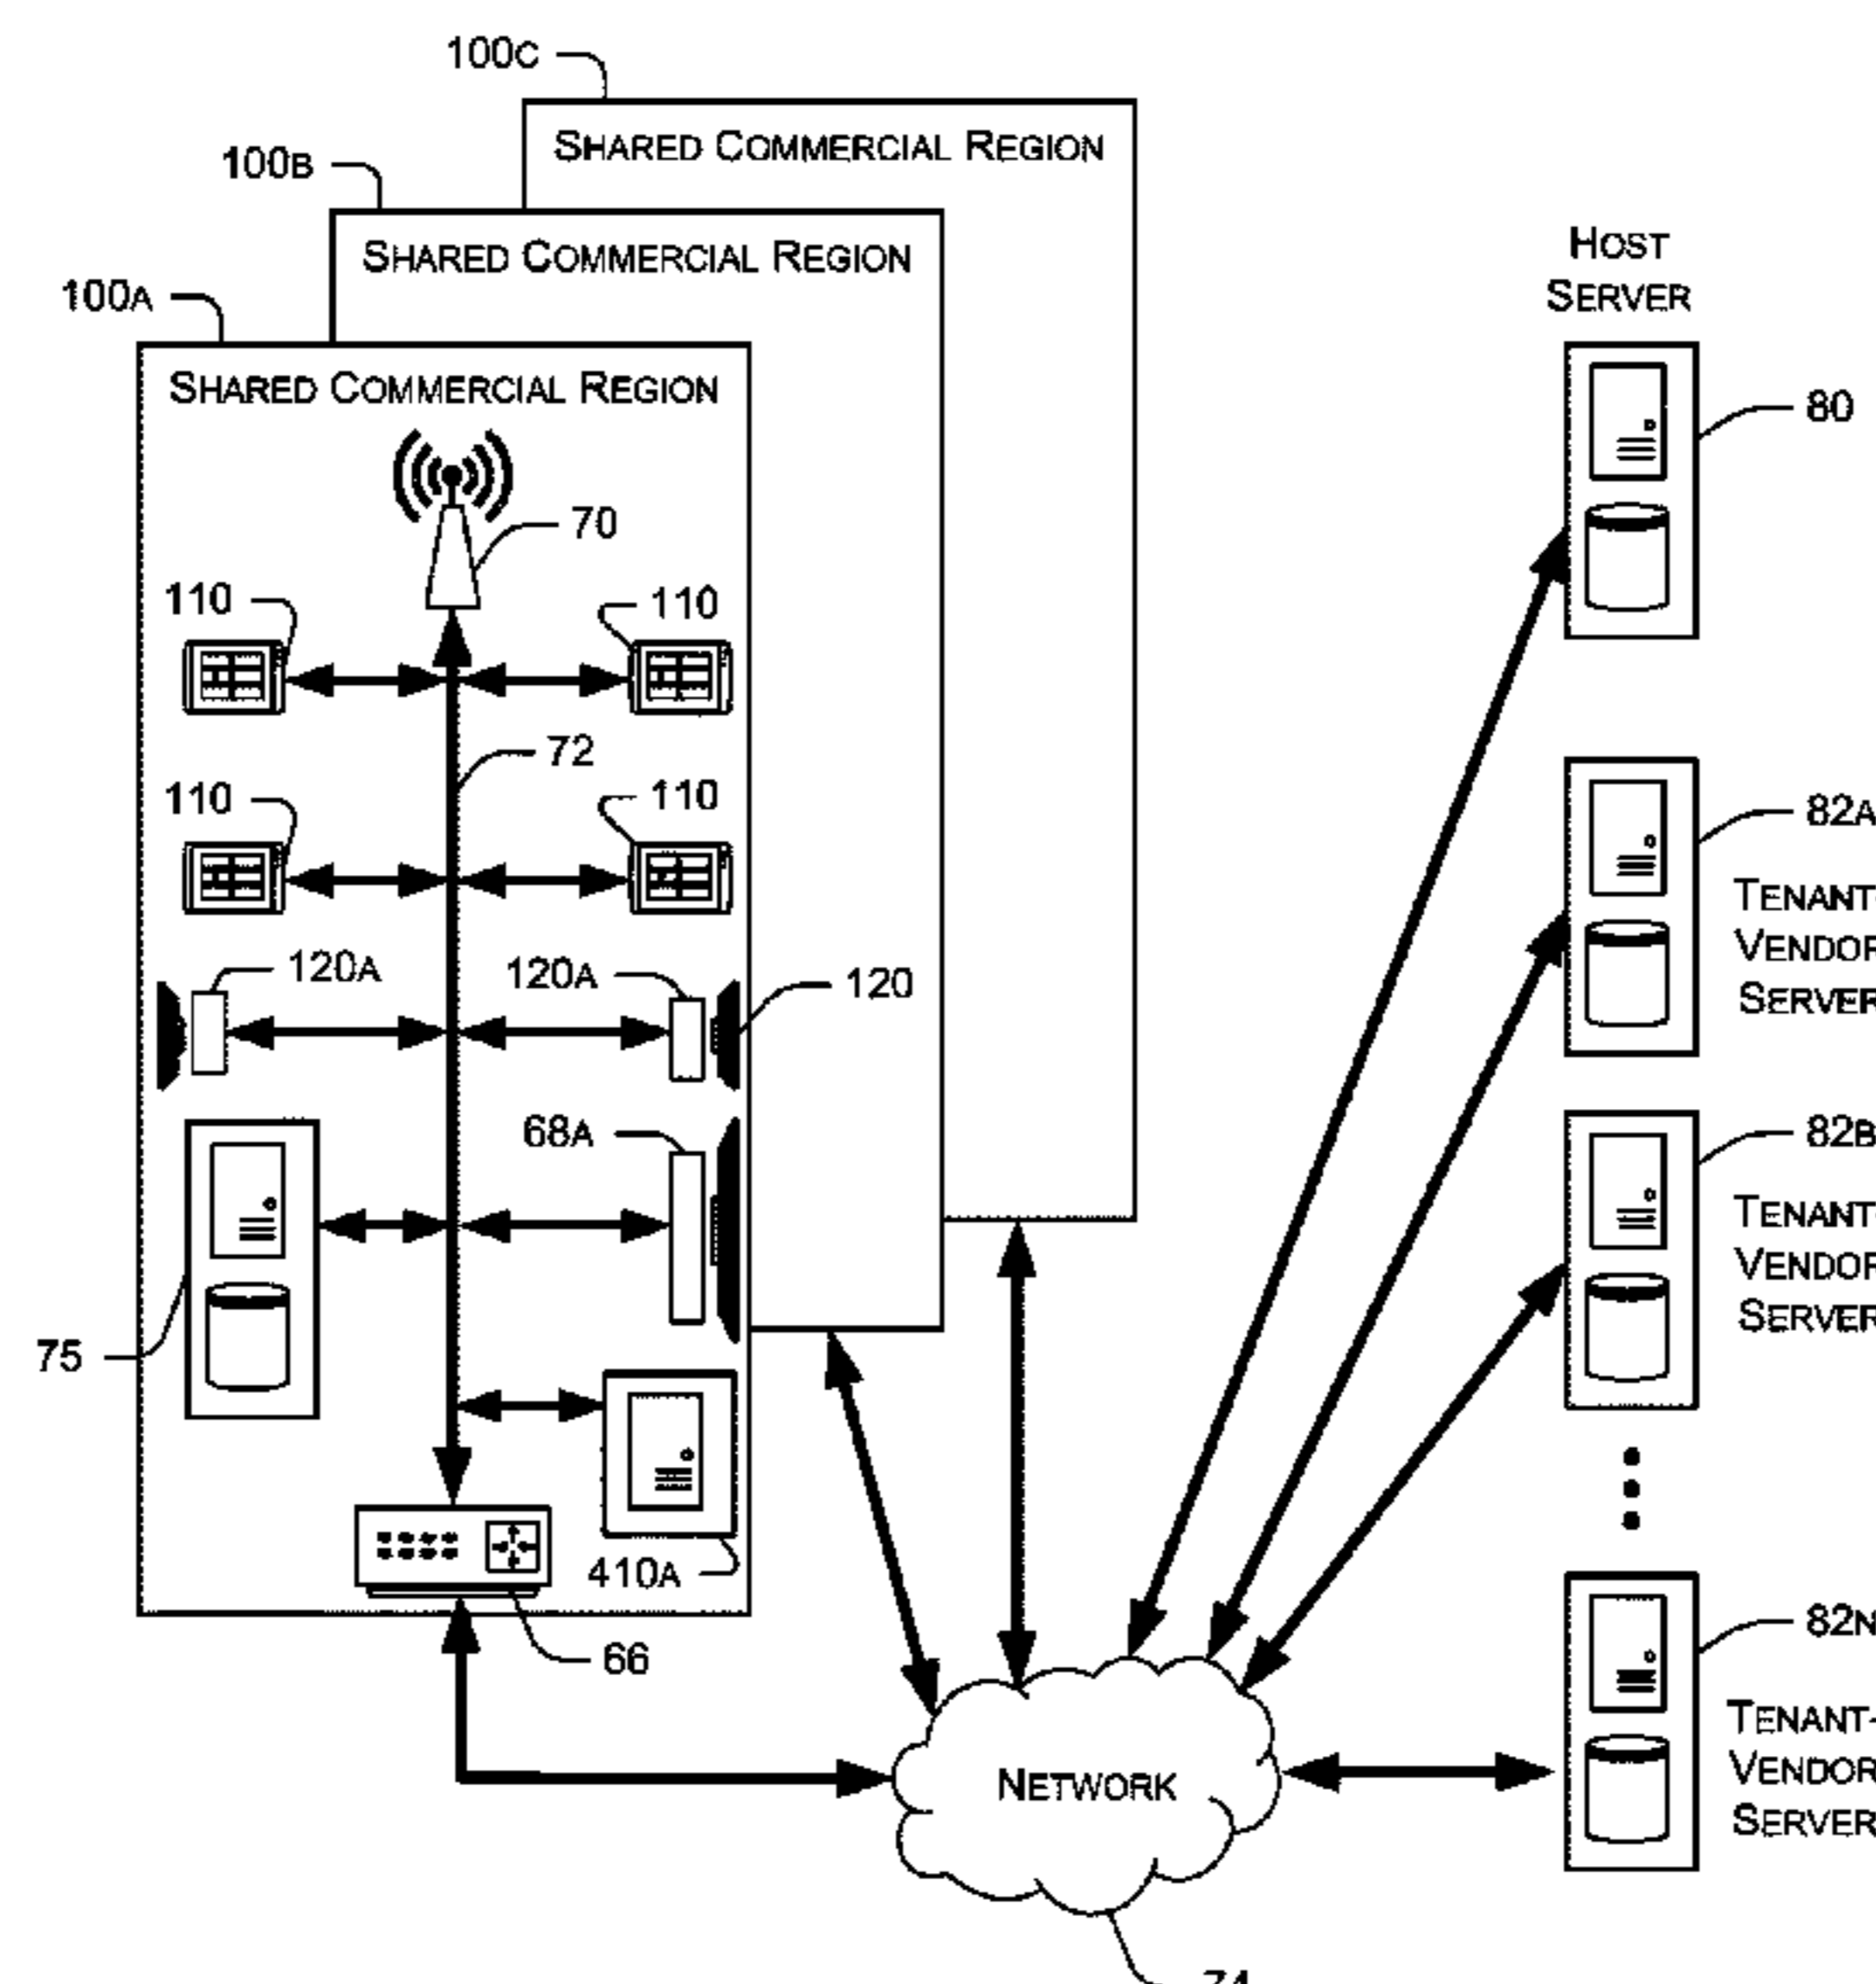 100C
SHARED COMMERCIAL REGION
100B
SHARED COMMERCIAL REGION
100A
SHARED COMMERCIAL REGION
HOST
SERVER
80
70
110
110
72
110
110
82A
TENANT-
VENDOR
SERVER
120A
120A
120
68A
82B
TENANT-
VENDOR
SERVER
75
410A
66
82N
TENANT-
VENDOR
SERVER
NETWORK